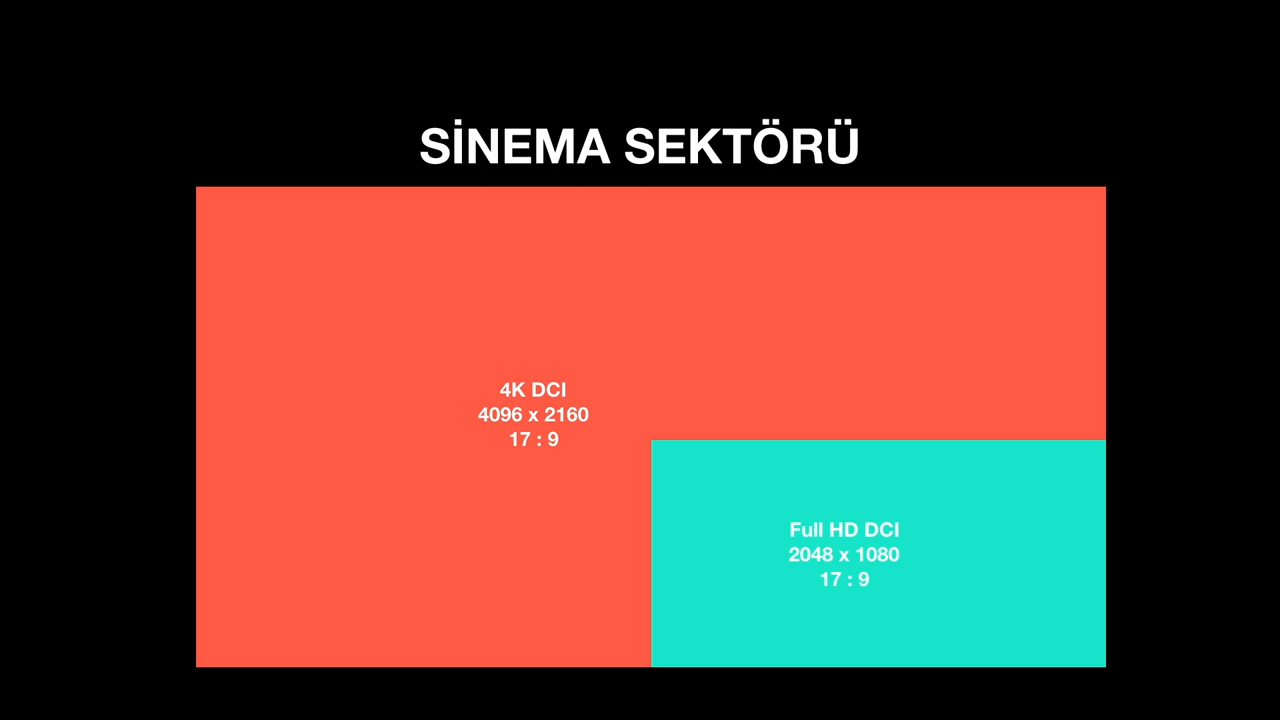 SİNEMA SEKTÖRÜ
4K DCI
4096 x 2160
17 : 9
Full HD DCI
2048 x 1080
17 : 9